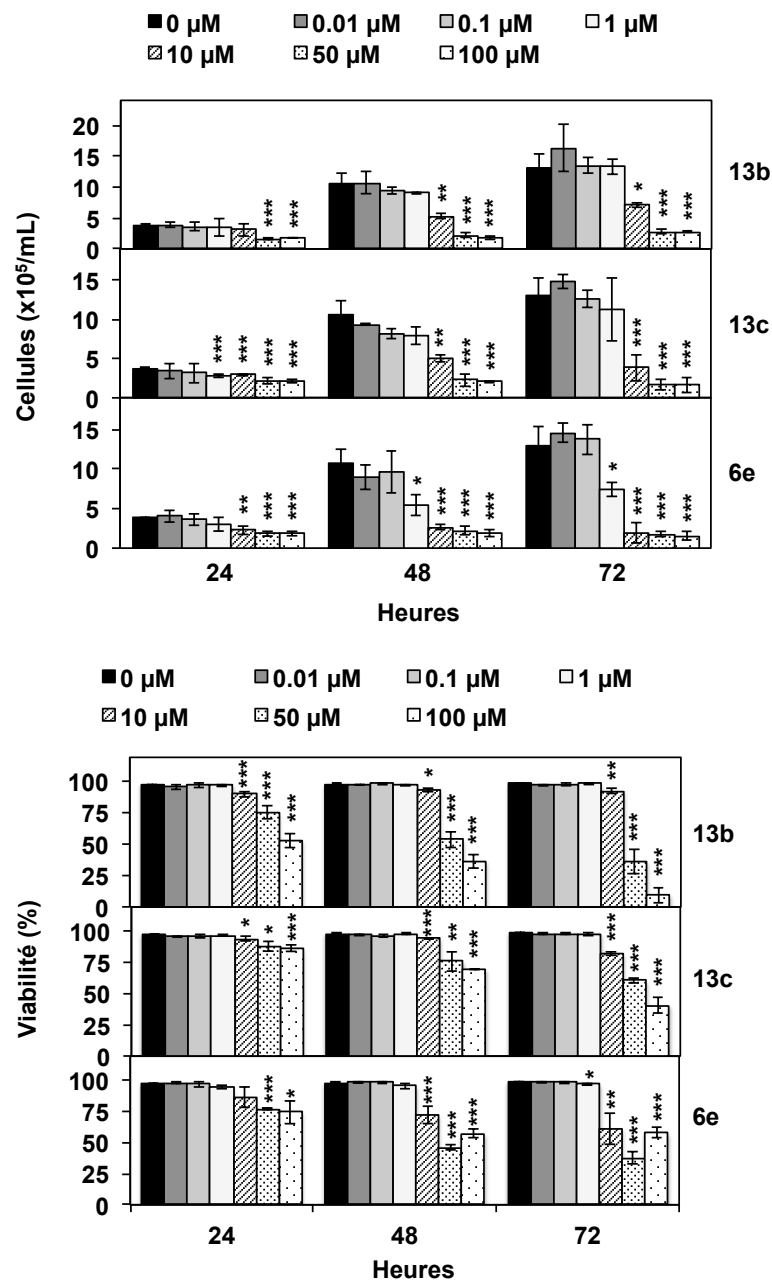 0 µM 0.01 µM 0.1 µM 1 µM
10 µM 50 µM 100 µM
Cellules (x10⁵/mL)
20
15
10
5
0
*** *** ** *** *** * *** ***
13b
15
10
5
0
*** *** *** *** ** *** *** *** *** ***
13c
15
10
5
0
** *** *** * *** *** *** * *** *** ***
6e
24 48 72
Heures
0 µM 0.01 µM 0.1 µM 1 µM
10 µM 50 µM 100 µM
Viabilité (%)
100
75
50
25
0
*** *** *** * *** *** ** *** ***
13b
100
75
50
25
0
* * *** *** ** *** *** *** ***
13c
100
75
50
25
0
*** * *** *** *** * ** *** ***
6e
24 48 72
Heures